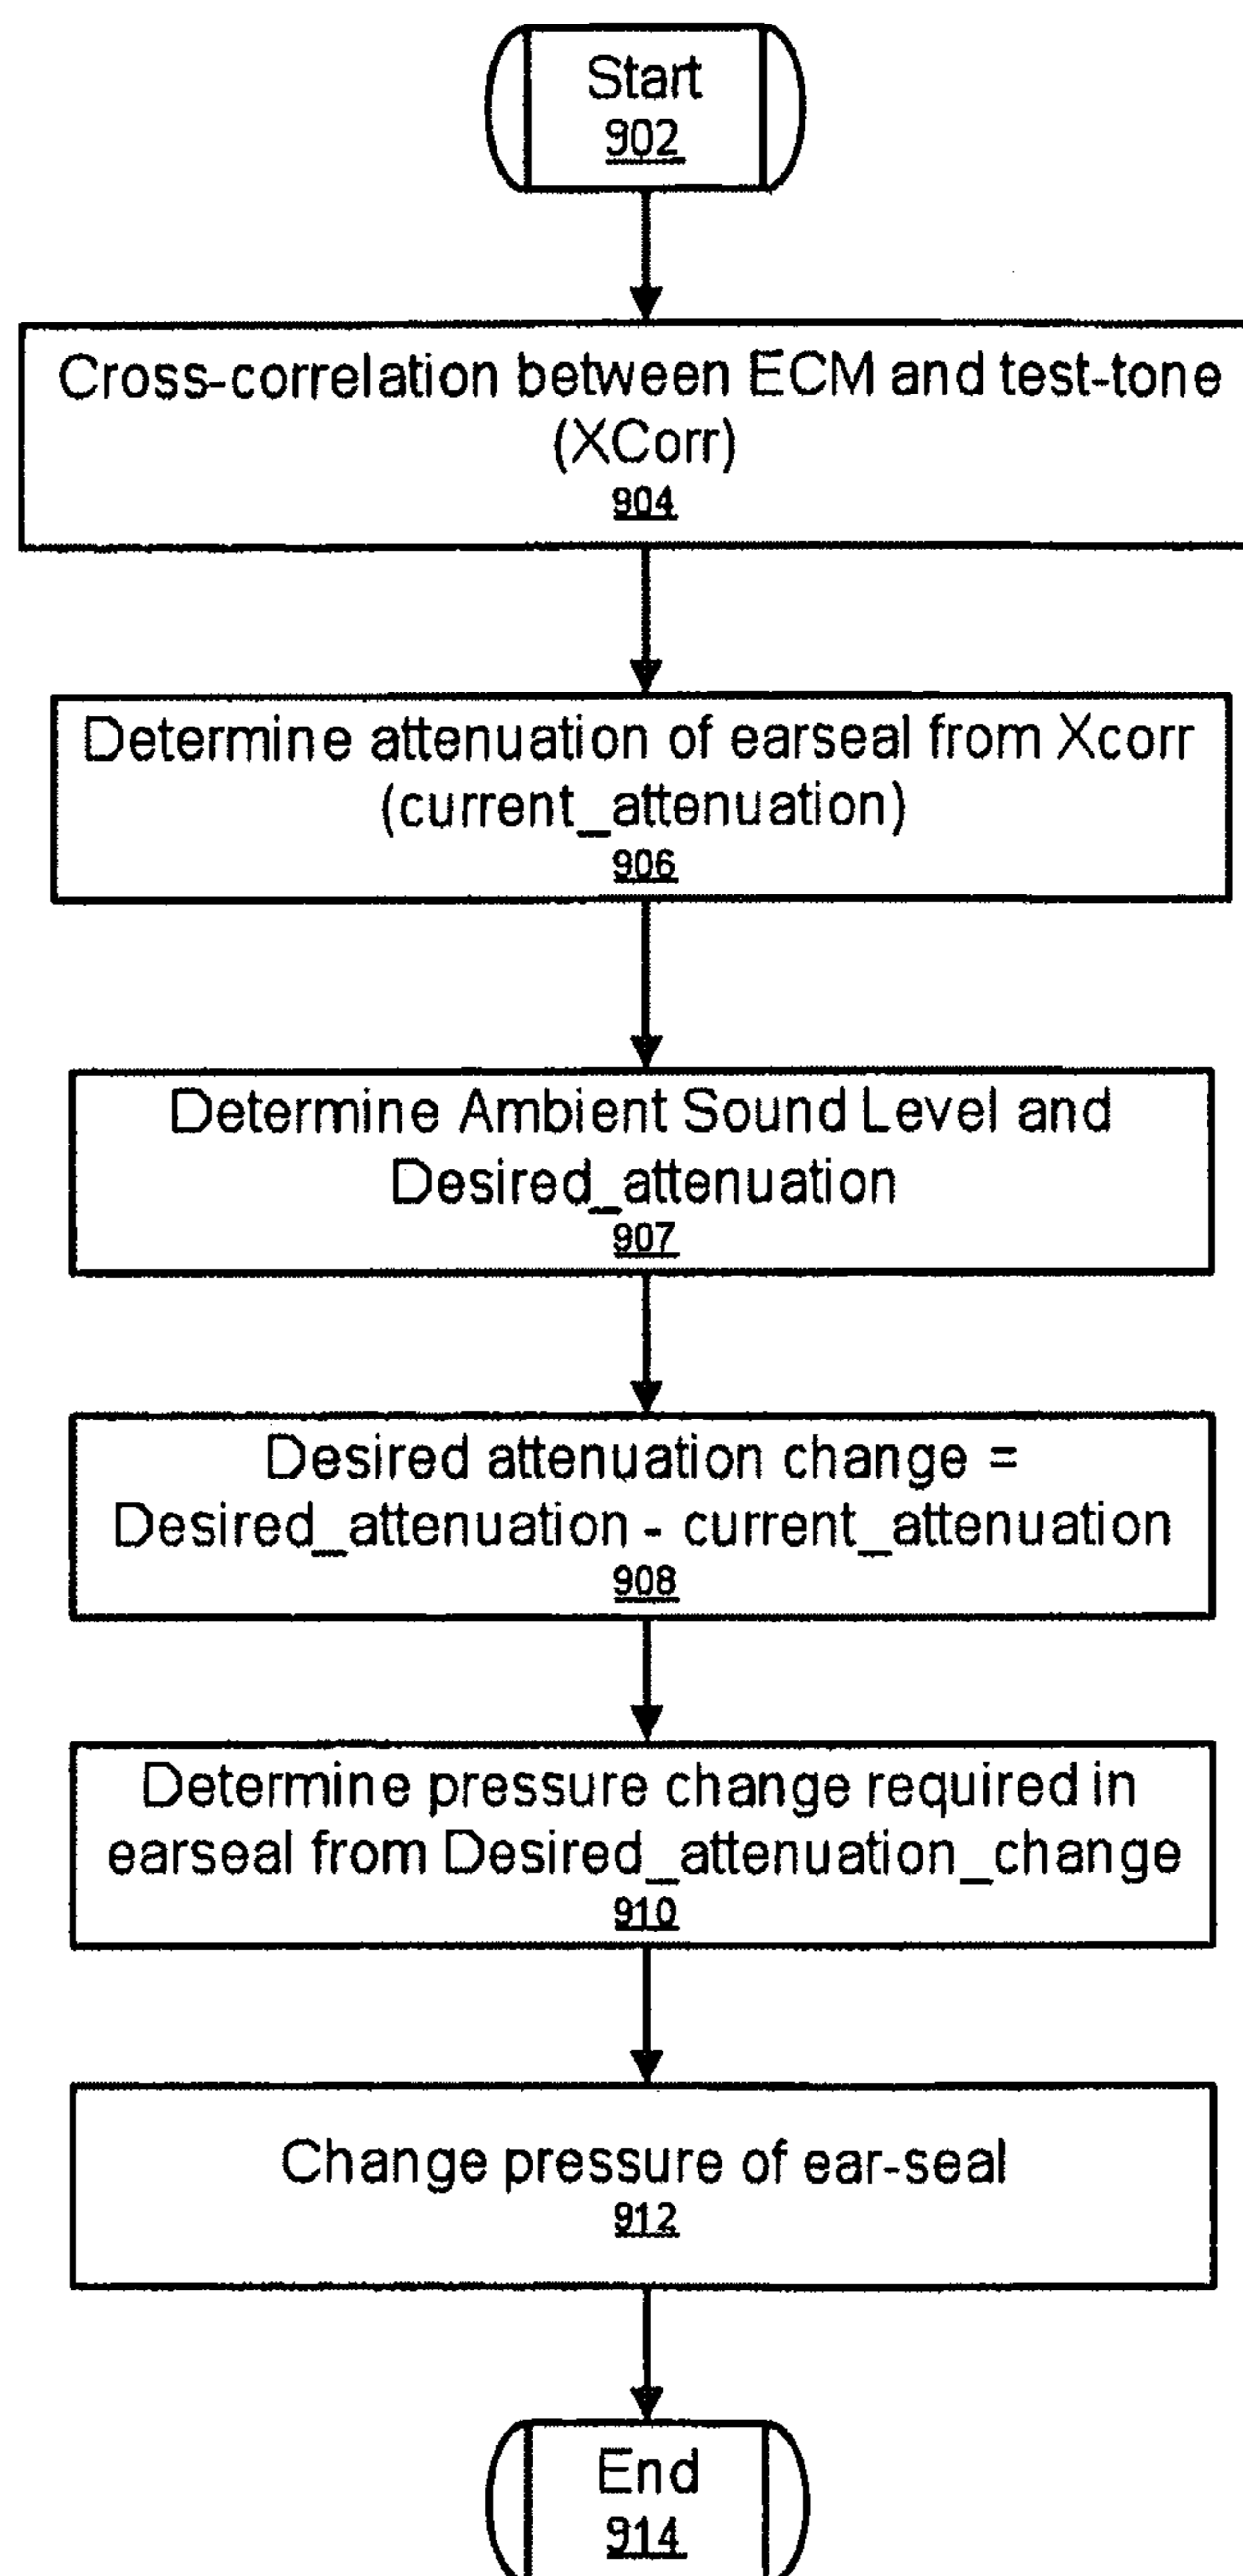 Start
902
Cross-correlation between ECM and test-tone
(XCorr)
904
Determine attenuation of earseal from Xcorr
(current_attenuation)
906
Determine Ambient Sound Level and
Desired_attenuation
907
Desired attenuation change =
Desired_attenuation - current_attenuation
908
Determine pressure change required in
earseal from Desired_attenuation_change
910
Change pressure of ear-seal
912
End
914